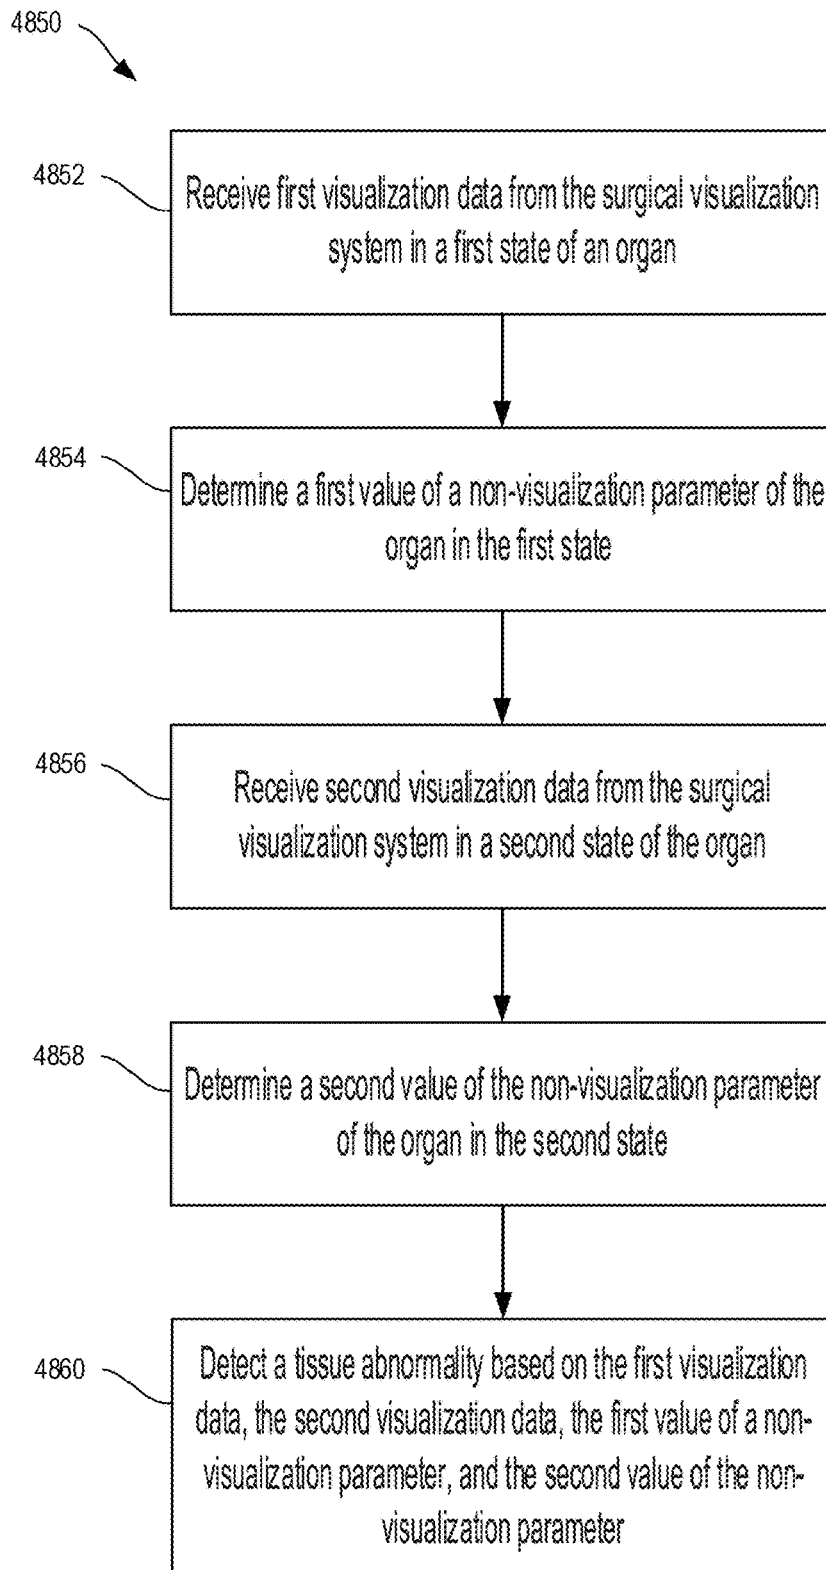 4850
4852
Receive first visualization data from the surgical visualization
system in a first state of an organ
4854
Determine a first value of a non-visualization parameter of the
organ in the first state
4856
Receive second visualization data from the surgical
visualization system in a second state of the organ
4858
Determine a second value of the non-visualization parameter
of the organ in the second state
4860
Detect a tissue abnormality based on the first visualization
data, the second visualization data, the first value of a non-
visualization parameter, and the second value of the non-
visualization parameter